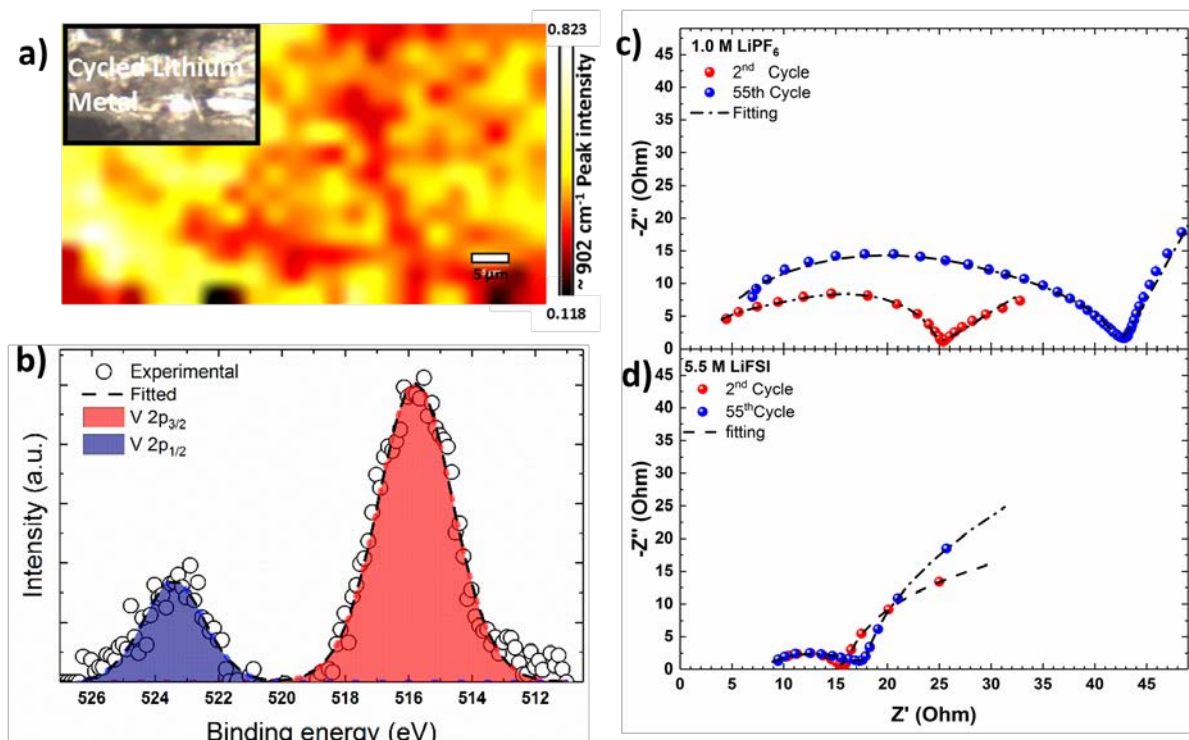 a)
Cycled Lithium
Metal
5 µm
0.823
~ 902 cm⁻¹ Peak intensity
0.118
b)
Experimental
Fitted
V 2p₃/₂
V 2p₁/₂
Intensity (a.u.)
526 524 522 520 518 516 514 512
Binding energy (eV)
c)
1.0 M LiPF₆
2ⁿᵈ Cycle
55th Cycle
Fitting
-Z'' (Ohm)
45
40
35
30
25
20
15
10
5
0
d)
5.5 M LiFSI
2ⁿᵈ Cycle
55ᵗʰCycle
fitting
-Z'' (Ohm)
45
40
35
30
25
20
15
10
5
0
0 5 10 15 20 25 30 35 40 45
Z' (Ohm)